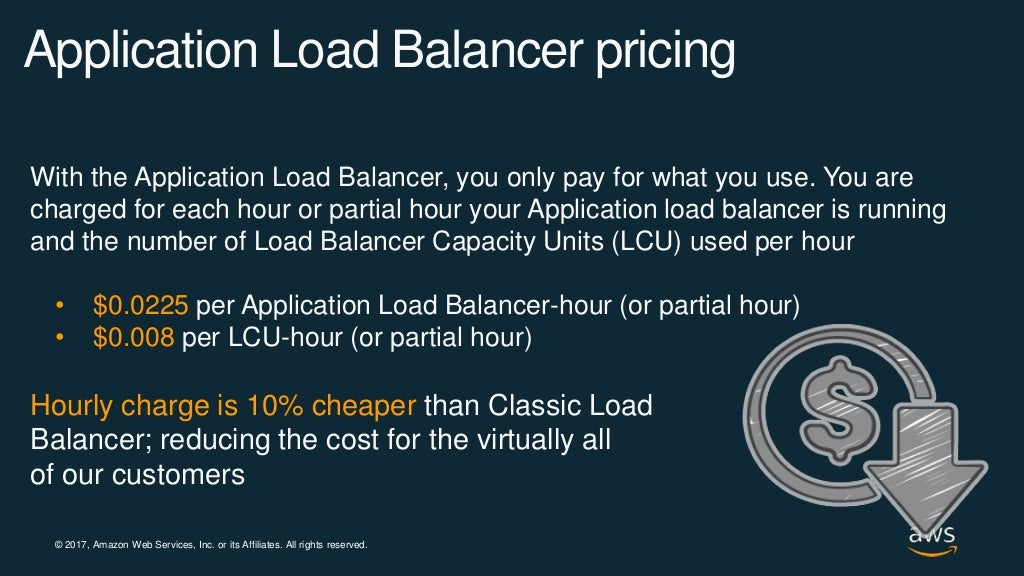 Application Load Balancer pricing
With the Application Load Balancer, you only pay for what you use. You are
charged for each hour or partial hour your Application load balancer is running
and the number of Load Balancer Capacity Units (LCU) used per hour
• $0.0225 per Application Load Balancer-hour (or partial hour)
• $0.008 per LCU-hour (or partial hour)
Hourly charge is 10% cheaper than Classic Load
Balancer; reducing the cost for the virtually all
of our customers
$
© 2017, Amazon Web Services, Inc. or its Affiliates. All rights reserved.
aws